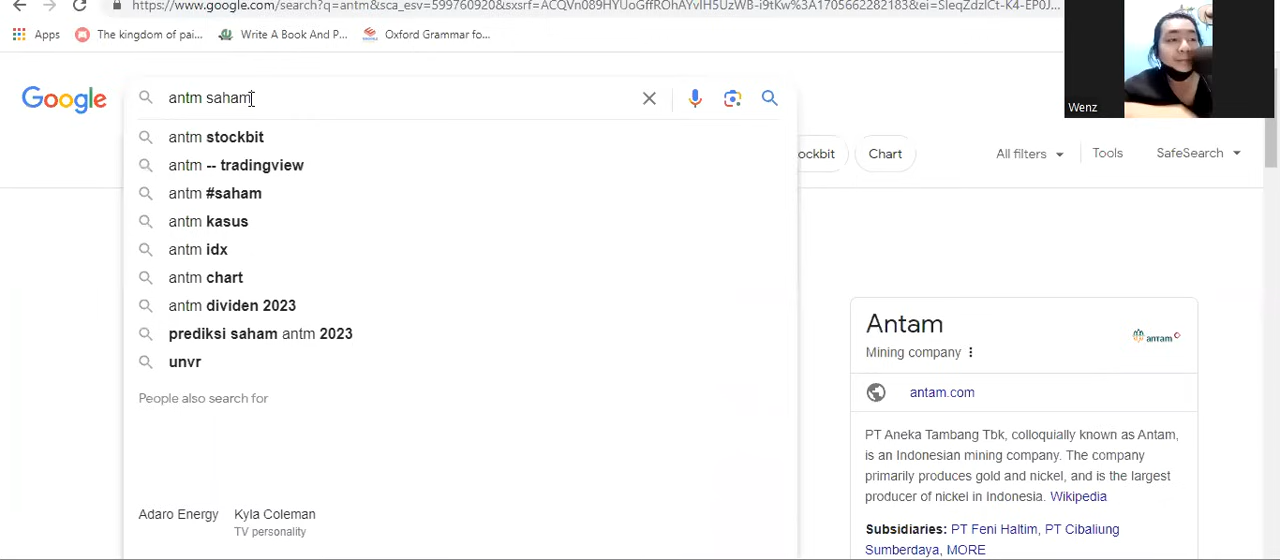 https://www.google.com/search?q=antm&sca_esv=599760920&sxsrf=ACQVn089HYUoGffROhAYvIH5UzWB-i9tKw%3A1705662282183&ei=SleqZdzlCt-K4-EP0J...
Apps
The kingdom of pai...
Write A Book And P...
Oxford Grammar fo...
Wenz
Google
antm saham
antm stockbit
antm -- tradingview
antm #saham
antm kasus
antm idx
antm chart
antm dividen 2023
prediksi saham antm 2023
unvr
People also search for
Adaro Energy
Kyla Coleman
TV personality
ockbit
Chart
All filters
Tools
SafeSearch
Antam
Mining company
antam
antam.com
PT Aneka Tambang Tbk, colloquially known as Antam,
is an Indonesian mining company. The company
primarily produces gold and nickel, and is the largest
producer of nickel in Indonesia. Wikipedia
Subsidiaries: PT Feni Haltim, PT Cibaliung
Sumberdaya, MORE